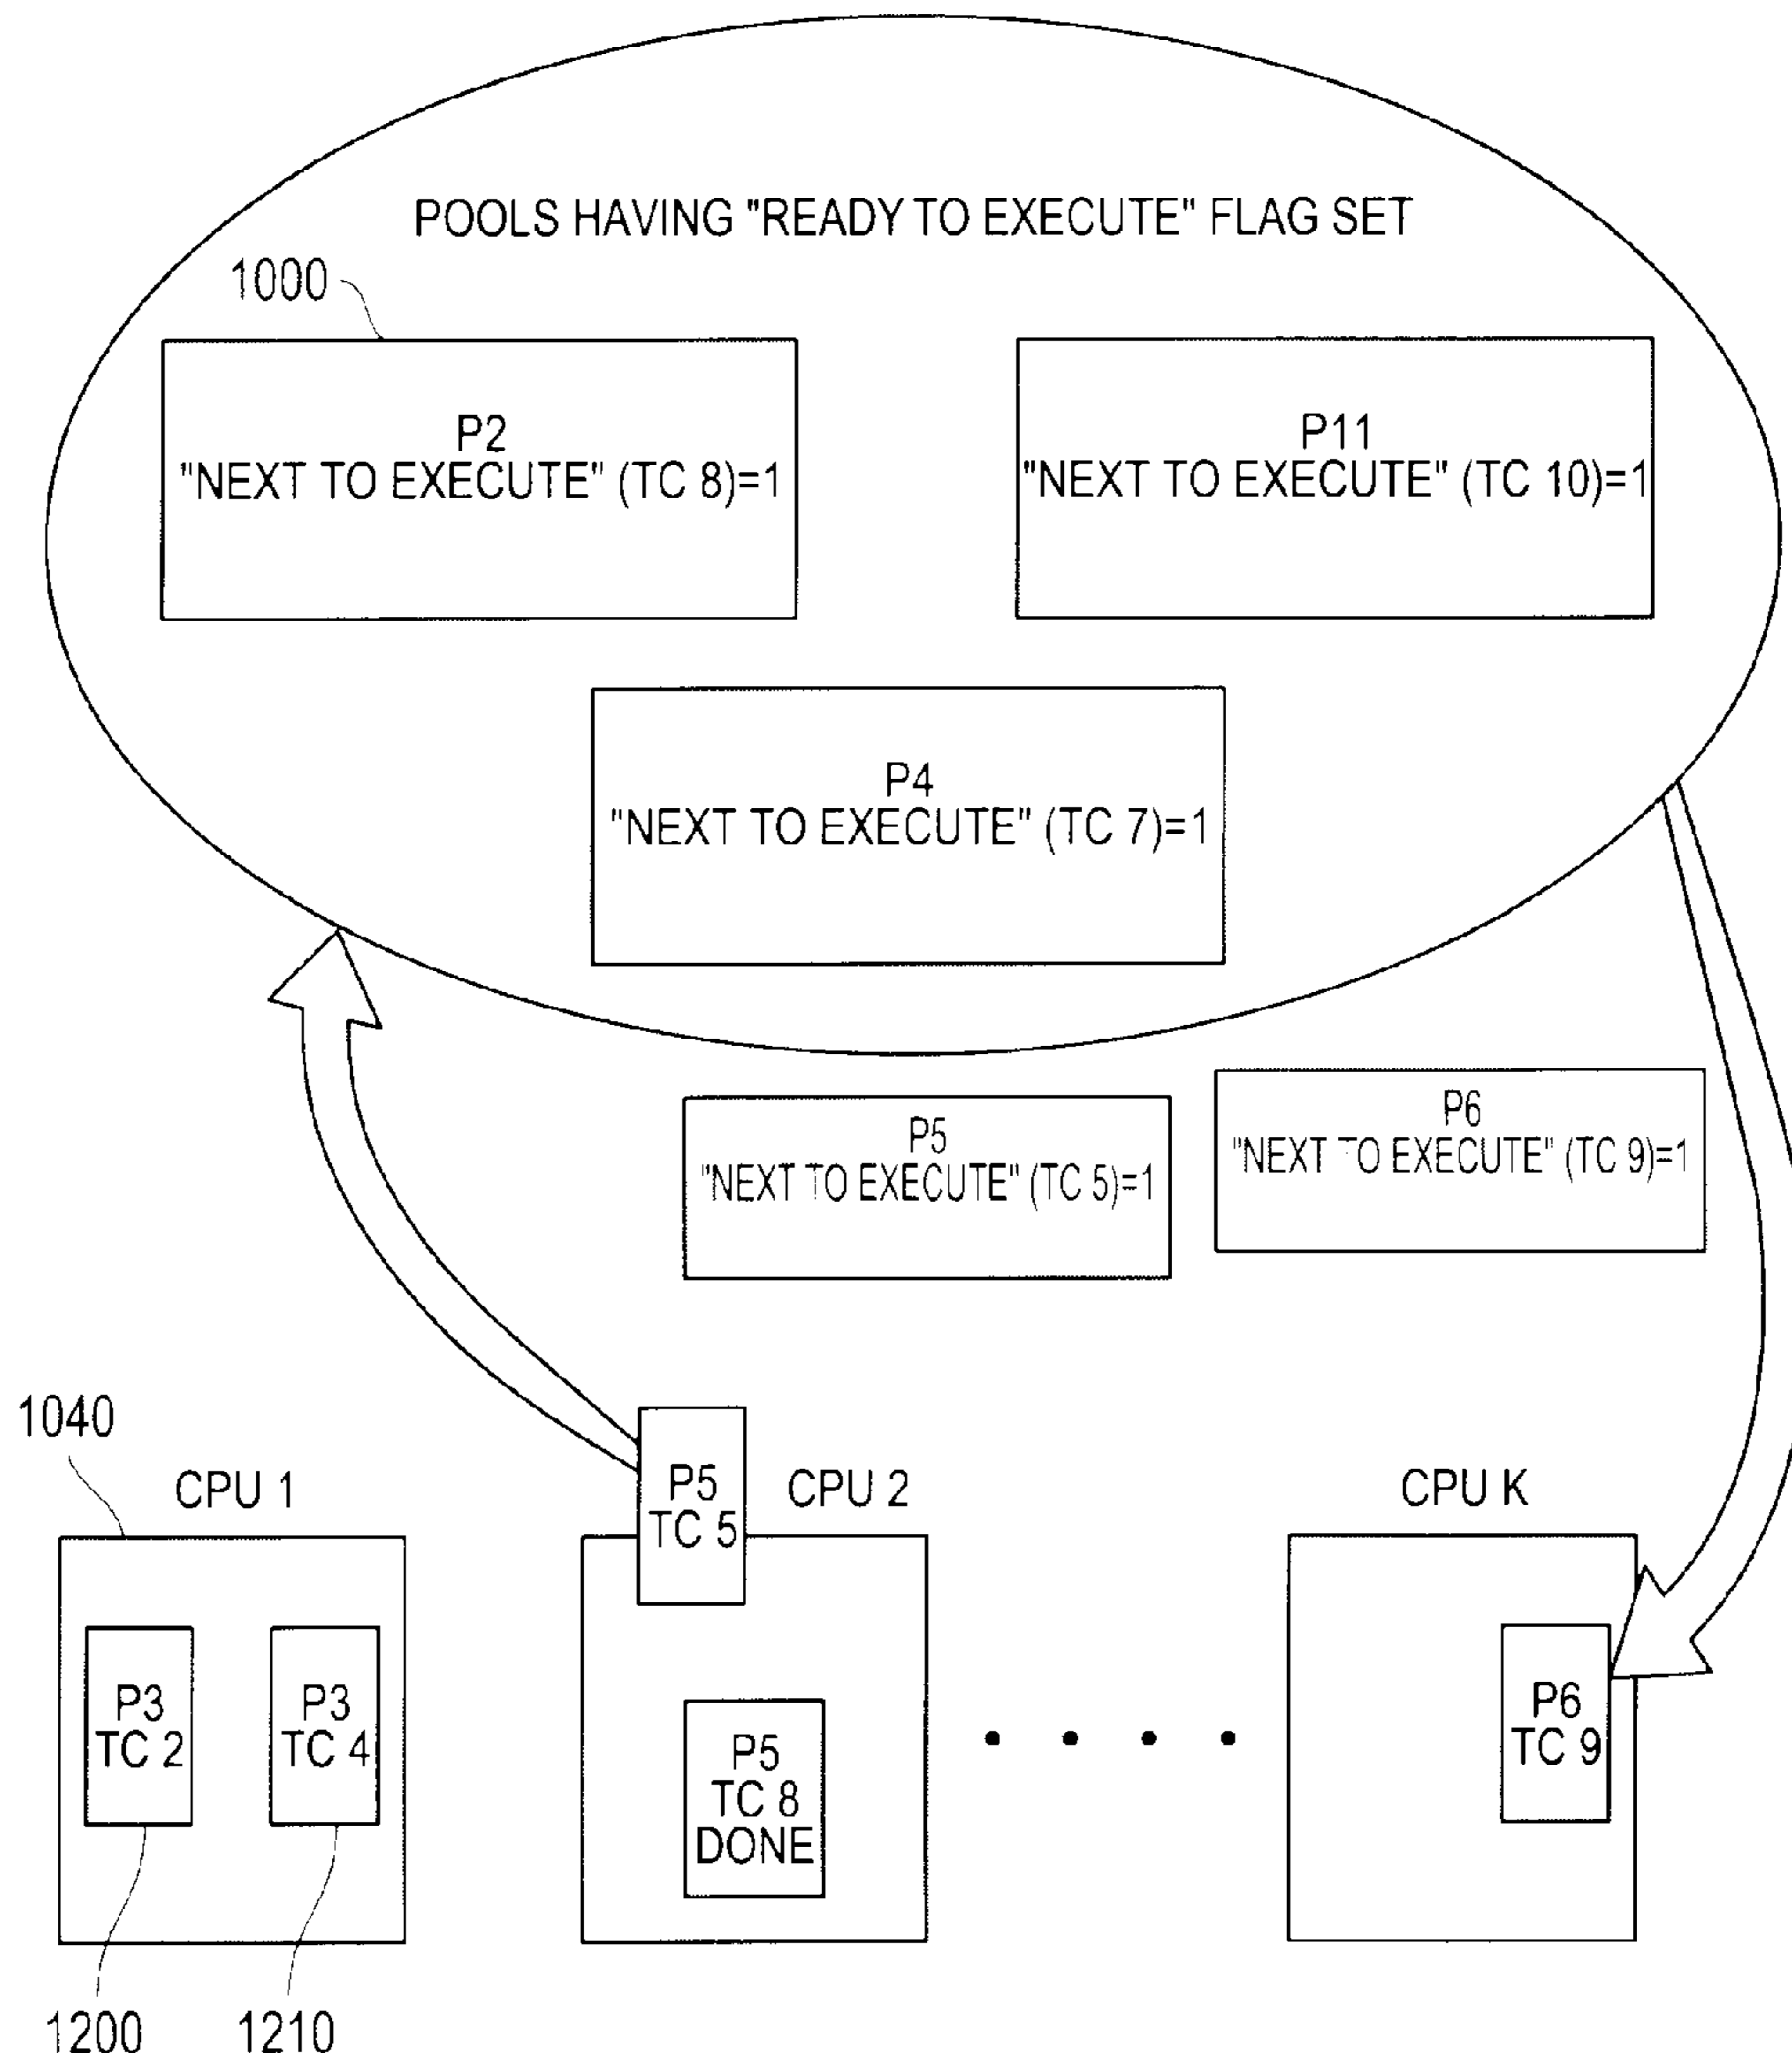 POOLS HAVING "READY TO EXECUTE" FLAG SET
1000
P2
"NEXT TO EXECUTE" (TC 8)=1
P11
"NEXT TO EXECUTE" (TC 10)=1
P4
"NEXT TO EXECUTE" (TC 7)=1
P5
"NEXT TO EXECUTE" (TC 5)=1
P6
"NEXT TO EXECUTE" (TC 9)=1
1040
CPU 1
P5
TC 5
CPU 2
CPU K
P3
TC 2
P3
TC 4
P5
TC 8
DONE
P6
TC 9
1200
1210